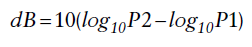 dB = 10(log₁₀P2 – log₁₀P1)